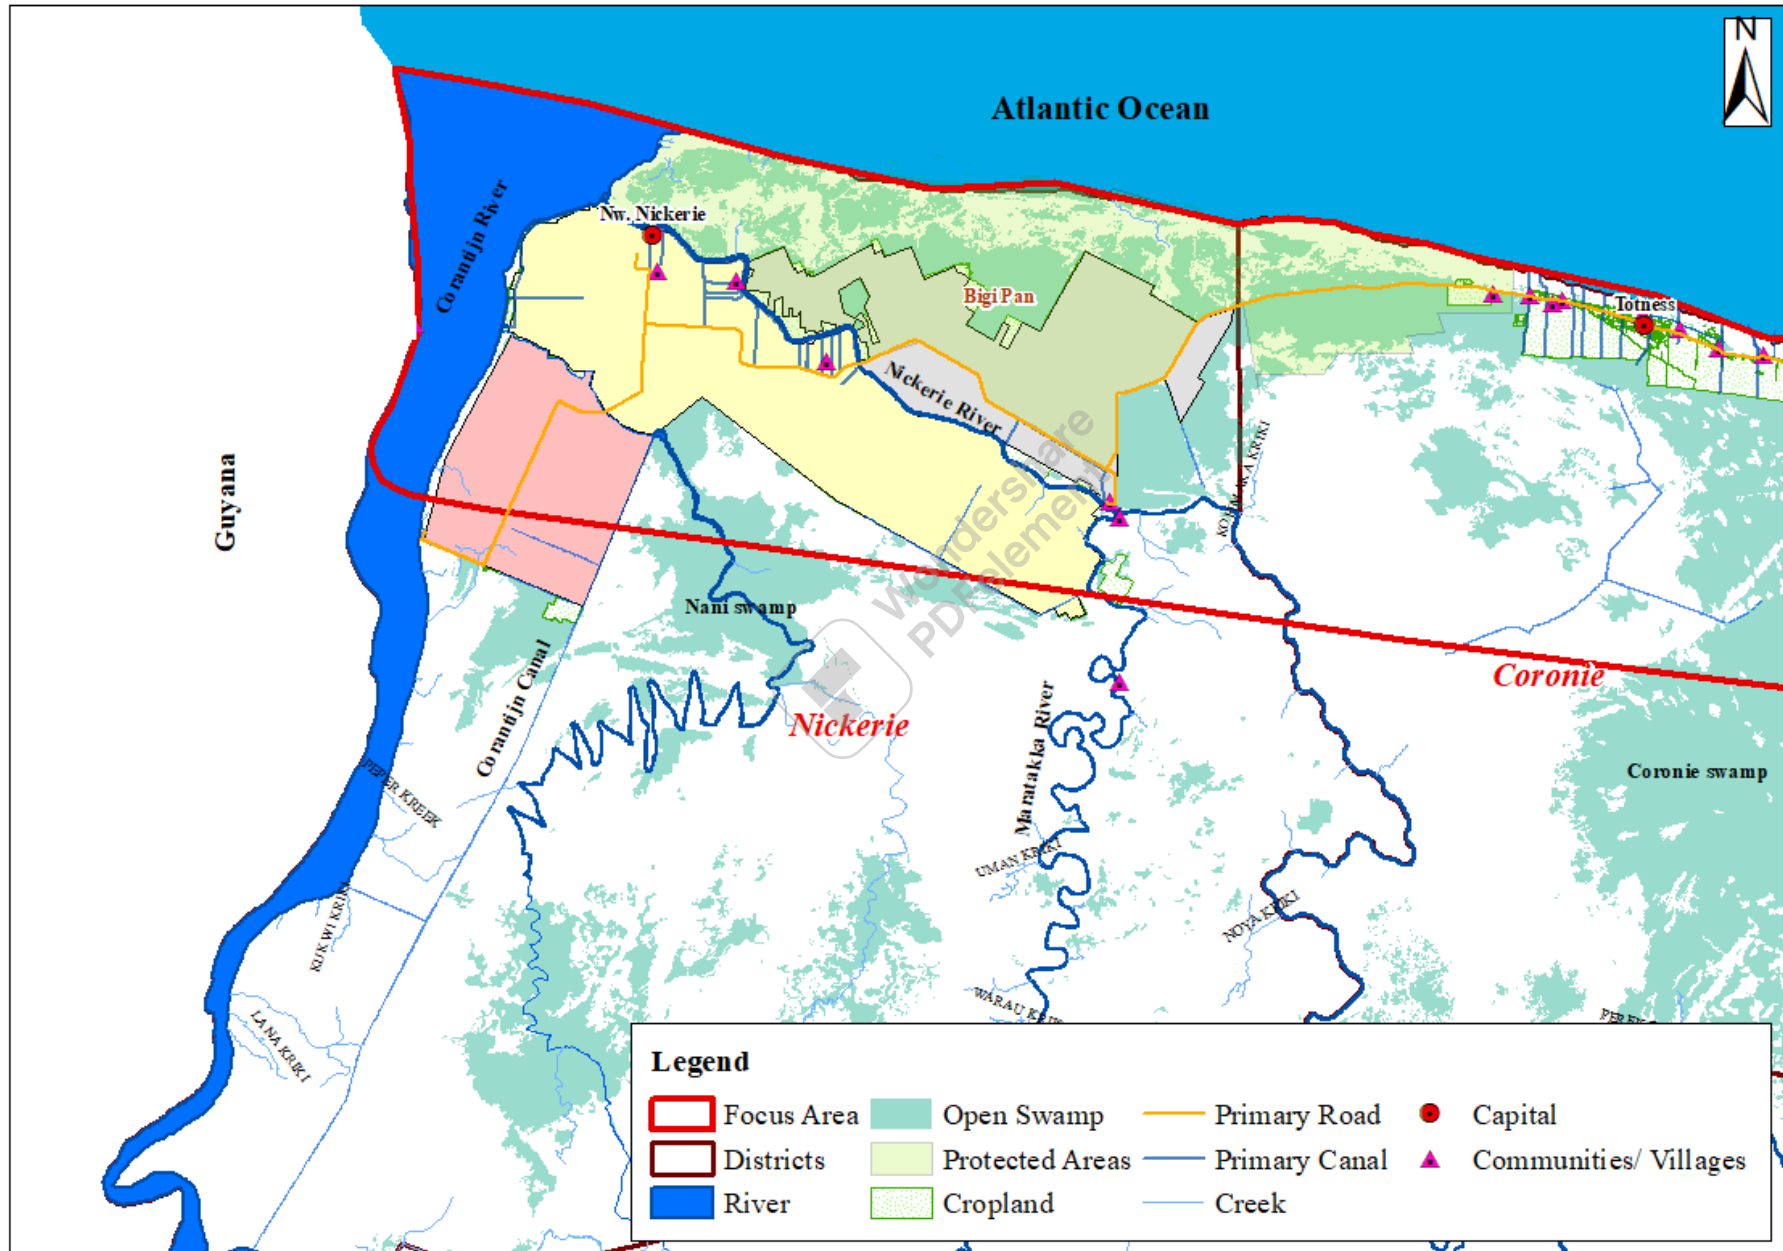 N
Atlantic Ocean
Corantijn River
Nw. Nickerie
Bigi Pan
Totness
Nickerie River
Guyana
KRIKI
Wondershare
PDFelement
Nani swamp
Corantijn Canal
Coronie
Nickerie
Maratakka River
Coronie swamp
PEPER KREEK
UMAN KRIKI
KUKWI KRIKI
NOYA KRIKI
WARAU
LANA KRIKI
Legend
Focus Area
Open Swamp
Primary Road
Capital
Districts
Protected Areas
Primary Canal
Communities/ Villages
River
Cropland
Creek